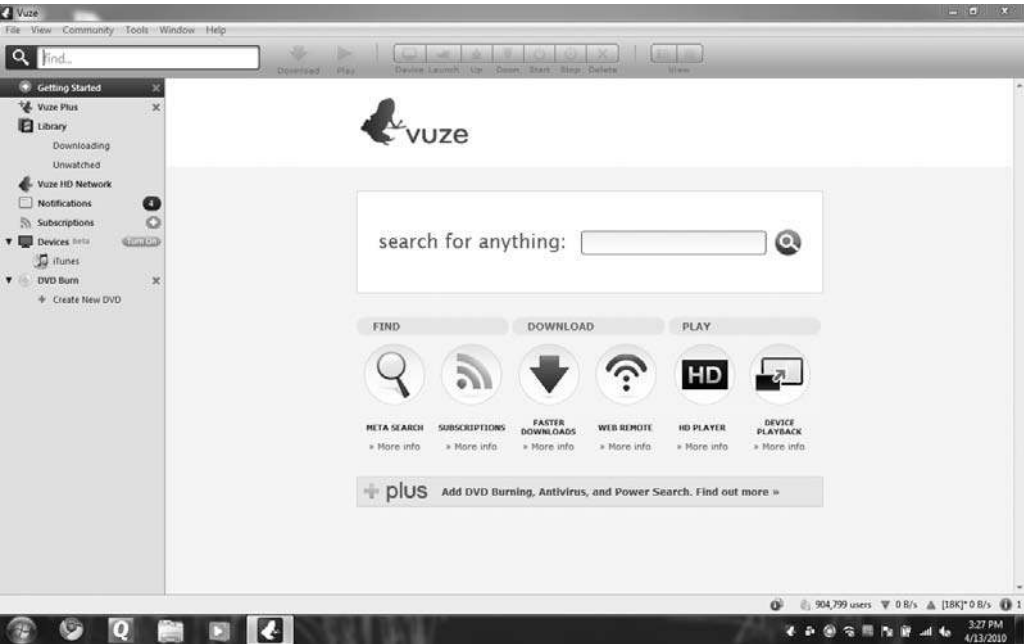 Vuze
File View Community Tools Window Help
find...
Download Play Device Launch Up Down Start Stop Delete View
Getting Started
Vuze Plus
Library
Downloading
Unwatched
Vuze HD Network
Notifications 4
Subscriptions
Devices beta Turn On
iTunes
DVD Burn
Create New DVD
vuze
search for anything:
FIND DOWNLOAD PLAY
HD
META SEARCH SUBSCRIPTIONS FASTER DOWNLOADS WEB REMOTE HD PLAYER DEVICE PLAYBACK
» More info » More info » More info » More info » More info » More info
plus Add DVD Burning, Antivirus, and Power Search. Find out more »
904,799 users 0 B/s [18K]* 0 B/s 1
Q
3:27 PM
4/13/2010